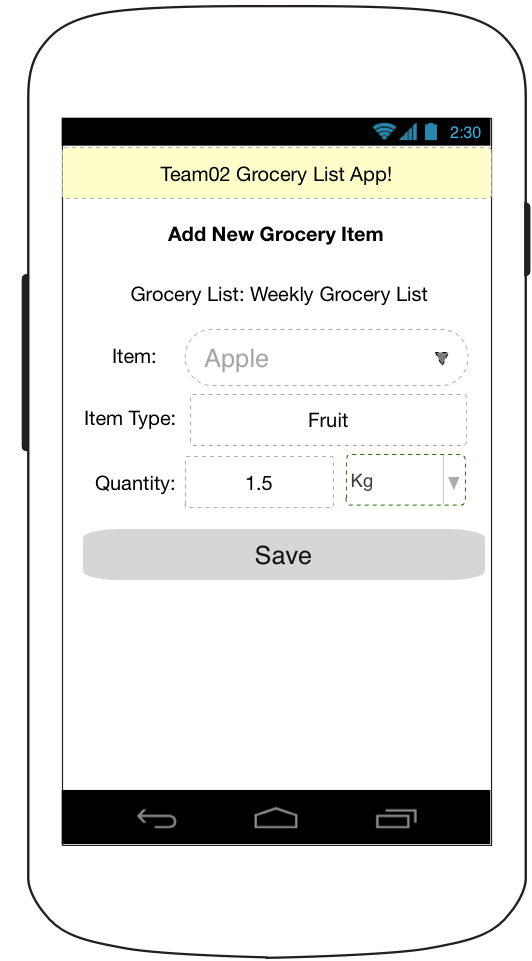 2:30
Team02 Grocery List App!
Add New Grocery Item
Grocery List: Weekly Grocery List
Item: Apple
Item Type: Fruit
Quantity: 1.5 Kg
Save